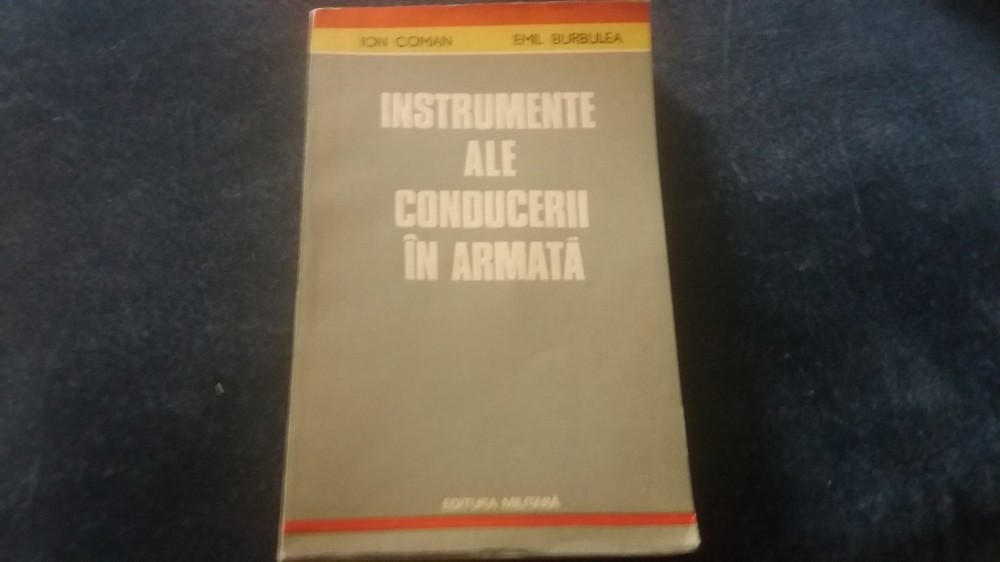 ION COMAN EMIL BURBULEA
INSTRUMENTE
ALE
CONDUCERII
ÎN ARMATĂ
EDITURA MILITARĂ